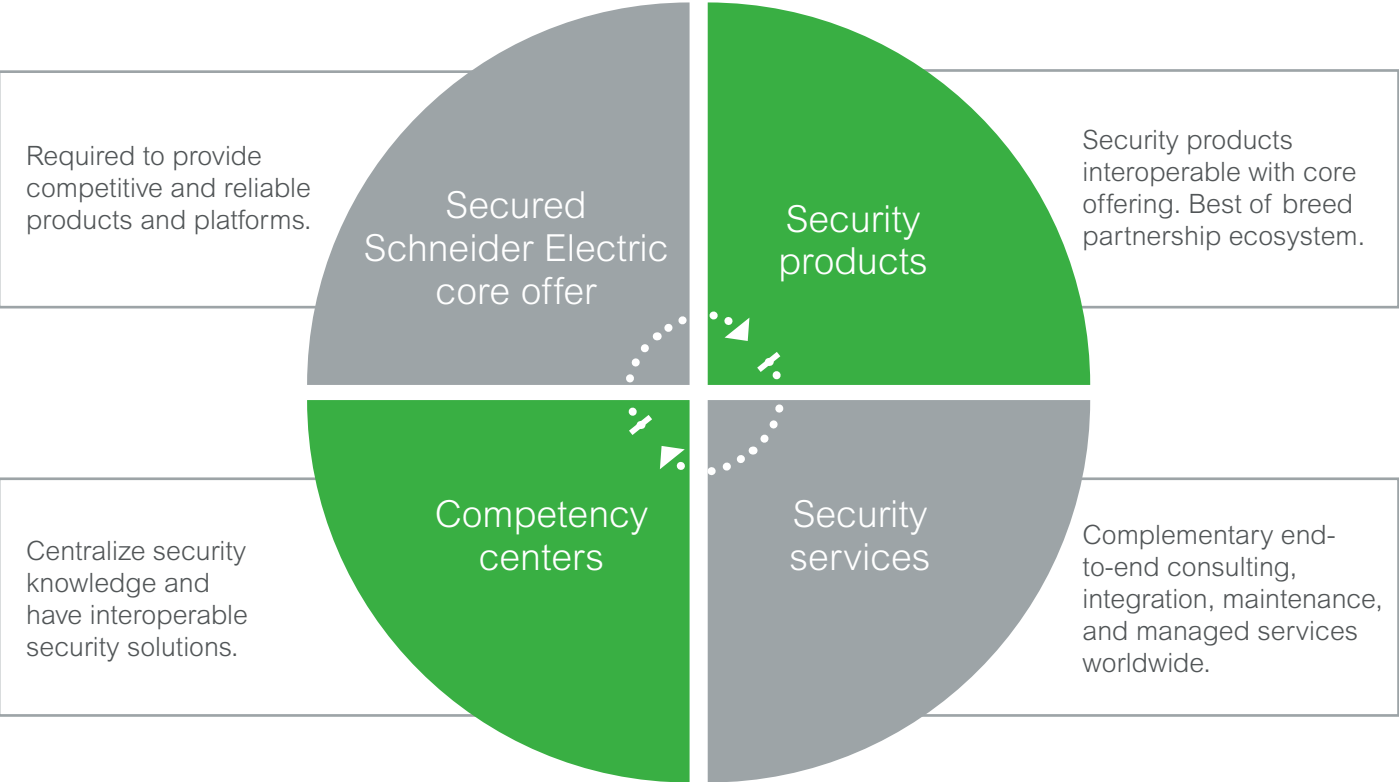 Required to provide
competitive and reliable
products and platforms.
Secured
Schneider Electric
core offer
Security
products
Security products
interoperable with core
offering. Best of breed
partnership ecosystem.
Centralize security
knowledge and
have interoperable
security solutions.
Competency
centers
Security
services
Complementary end-
to-end consulting,
integration, maintenance,
and managed services
worldwide.